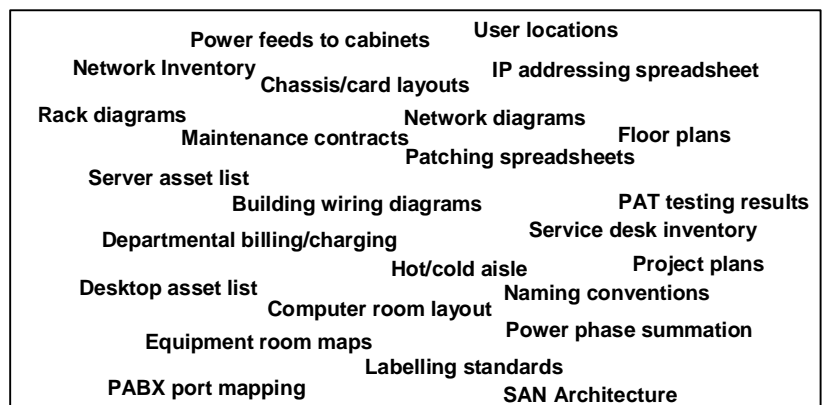 User locations
Power feeds to cabinets
Network Inventory
IP addressing spreadsheet
Chassis/card layouts
Rack diagrams
Network diagrams
Maintenance contracts
Floor plans
Patching spreadsheets
Server asset list
Building wiring diagrams
PAT testing results
Departmental billing/charging
Service desk inventory
Hot/cold aisle
Project plans
Desktop asset list
Naming conventions
Computer room layout
Power phase summation
Equipment room maps
Labelling standards
PABX port mapping
SAN Architecture